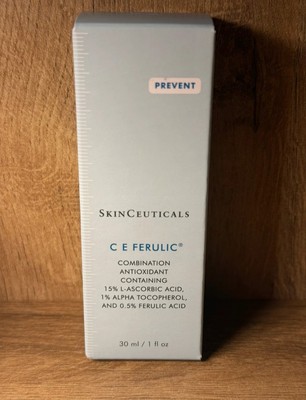 PREVENT
SKINCEUTICALS
C E FERULIC®
COMBINATION
ANTIOXIDANT
CONTAINING
15% L-ASCORBIC ACID,
1% ALPHA TOCOPHEROL,
AND 0.5% FERULIC ACID
30 ml / 1 fl oz